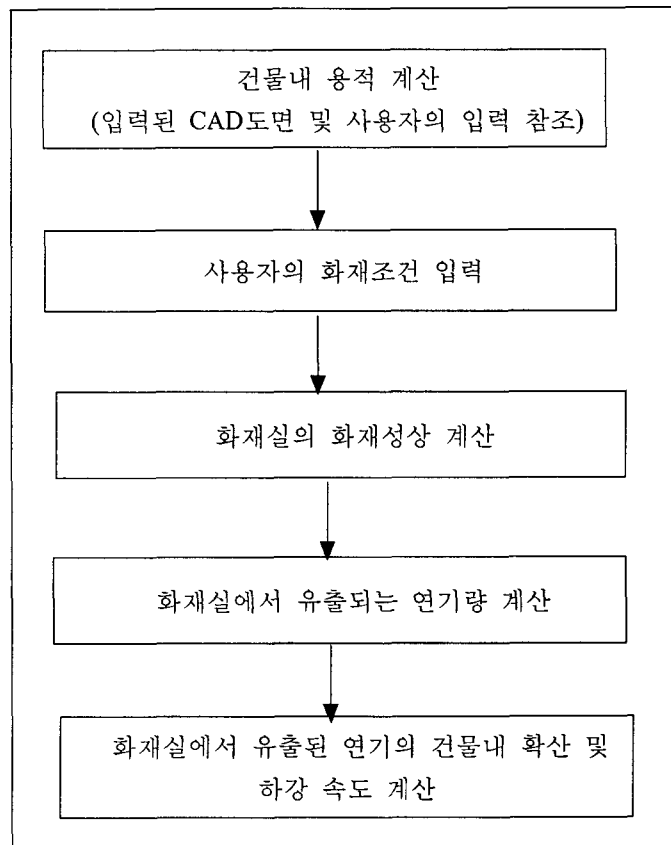 건물내 용적 계산
(입력된 CAD도면 및 사용자의 입력 참조)
사용자의 화재조건 입력
화재실의 화재성상 계산
화재실에서 유출되는 연기량 계산
화재실에서 유출된 연기의 건물내 확산 및
하강 속도 계산